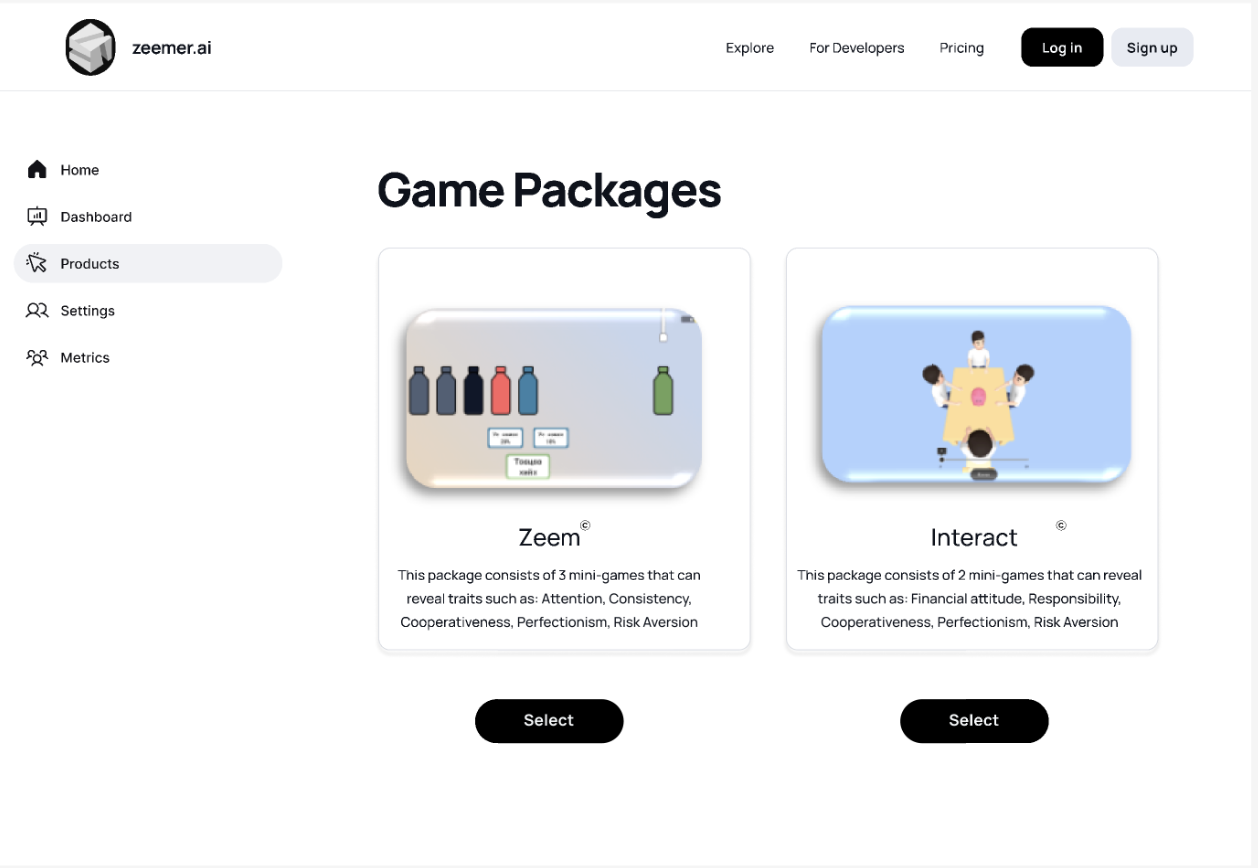 zeemer.ai
Explore For Developers Pricing Log in Sign up
Home
Dashboard
Products
Settings
Metrics
Game Packages
Товшо
хийх
Zeem©
This package consists of 3 mini-games that can
reveal traits such as: Attention, Consistency,
Cooperativeness, Perfectionism, Risk Aversion
Select
Interact ©
This package consists of 2 mini-games that can reveal
traits such as: Financial attitude, Responsibility,
Cooperativeness, Perfectionism, Risk Aversion
Select